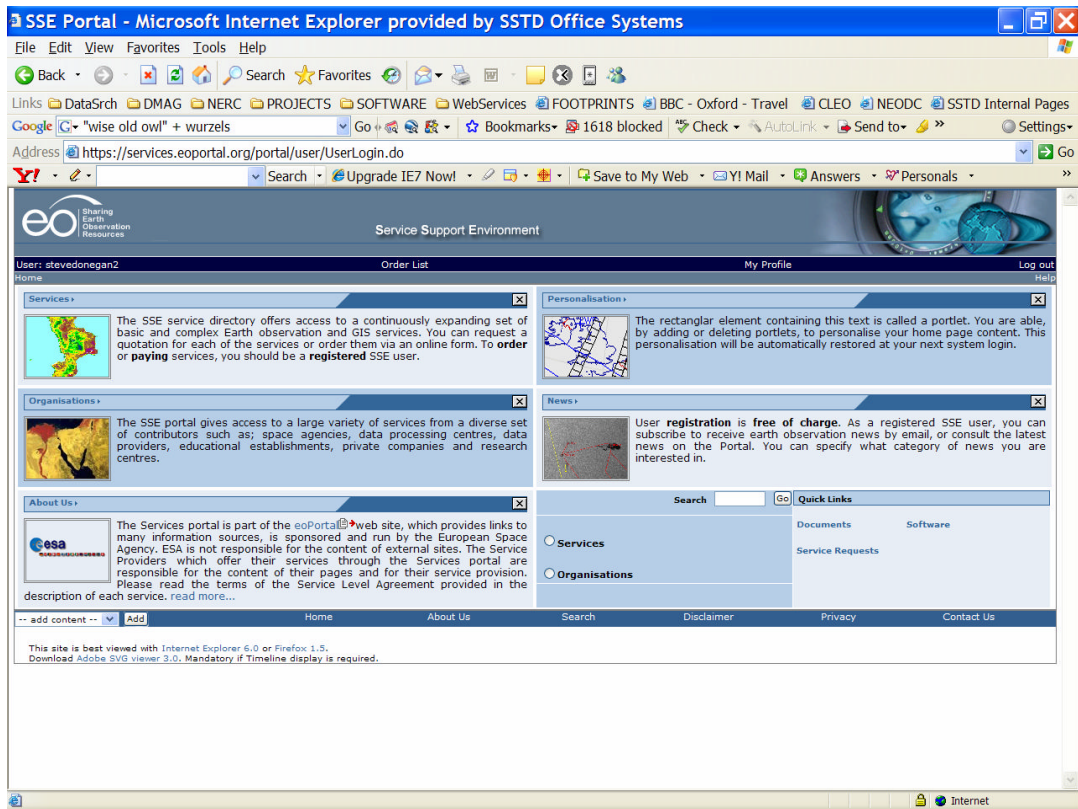 SSE Portal - Microsoft Internet Explorer provided by SSTD Office Systems
File Edit View Favorites Tools Help
Back Search Favorites
Links DataSrch DMAG NERC PROJECTS SOFTWARE WebServices FOOTPRINTS BBC - Oxford - Travel CLEO NEODC SSTD Internal Pages
Google G "wise old owl" + wurzels Go Bookmarks 1618 blocked Check AutoLink Send to Settings
Address https://services.eoportal.org/portal/user/UserLogin.do Go
Y! Search Upgrade IE7 Now! Save to My Web Y! Mail Answers Personals
eo Sharing
Earth
Observation
Resources
Service Support Environment
User: stevedonegan2 Order List My Profile Log out
Home Help
Services
The SSE service directory offers access to a continuously expanding set of
basic and complex Earth observation and GIS services. You can request a
quotation for each of the services or order them via an online form. To order
or paying services, you should be a registered SSE user.
Personalisation
The rectanglar element containing this text is called a portlet. You are able,
by adding or deleting portlets, to personalise your home page content. This
personalisation will be automatically restored at your next system login.
Organisations
The SSE portal gives access to a large variety of services from a diverse set
of contributors such as; space agencies, data processing centres, data
providers, educational establishments, private companies and research
centres.
News
User registration is free of charge. As a registered SSE user, you can
subscribe to receive earth observation news by email, or consult the latest
news on the Portal. You can specify what category of news you are
interested in.
About Us
esa
The Services portal is part of the eoPortal web site, which provides links to
many information sources, is sponsored and run by the European Space
Agency. ESA is not responsible for the content of external sites. The Service
Providers which offer their services through the Services portal are
responsible for the content of their pages and for their service provision.
Please read the terms of the Service Level Agreement provided in the
description of each service. read more...
Search Go
Services
Organisations
Quick Links
Documents Software
Service Requests
-- add content -- Add Home About Us Search Disclaimer Privacy Contact Us
This site is best viewed with Internet Explorer 6.0 or Firefox 1.5.
Download Adobe SVG viewer 3.0. Mandatory if Timeline display is required.
Internet